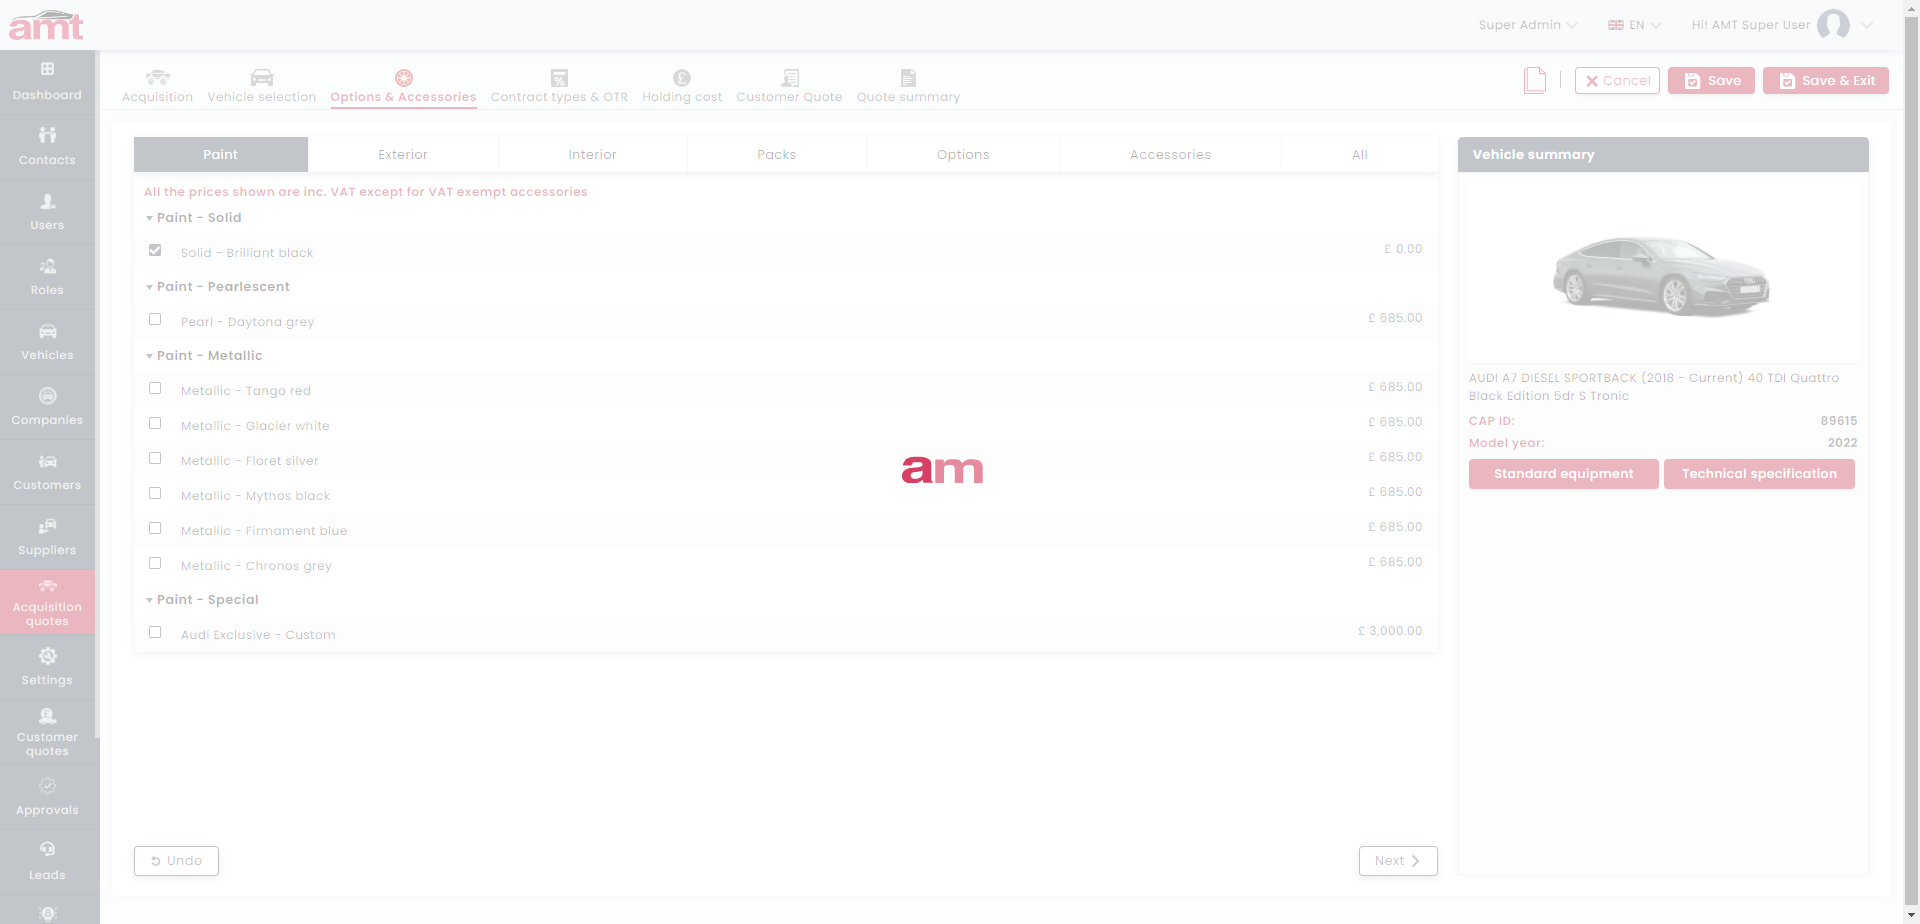 amt
Super Admin
EN
Hi! AMT Super User
Dashboard
Contacts
Users
Roles
Vehicles
Companies
Customers
Suppliers
Acquisition
quotes
Settings
Customer
quotes
Approvals
Leads
Acquisition
Vehicle selection
Options & Accessories
Contract types & OTR
Holding cost
Customer Quote
Quote summary
Cancel
Save
Save & Exit
Paint
Exterior
Interior
Packs
Options
Accessories
All
All the prices shown are inc. VAT except for VAT exempt accessories
Paint - Solid
Solid - Brilliant black £ 0.00
Paint - Pearlescent
Pearl - Daytona grey £ 685.00
Paint - Metallic
Metallic - Tango red £ 685.00
Metallic - Glacier white £ 685.00
Metallic - Floret silver £ 685.00
Metallic - Mythos black £ 685.00
Metallic - Firmament blue £ 685.00
Metallic - Chronos grey £ 685.00
Paint - Special
Audi Exclusive - Custom £ 3,000.00
am
Undo
Next
Vehicle summary
AUDI A7 DIESEL SPORTBACK (2018 - Current) 40 TDI Quattro
Black Edition 5dr S Tronic
CAP ID: 89615
Model year: 2022
Standard equipment
Technical specification